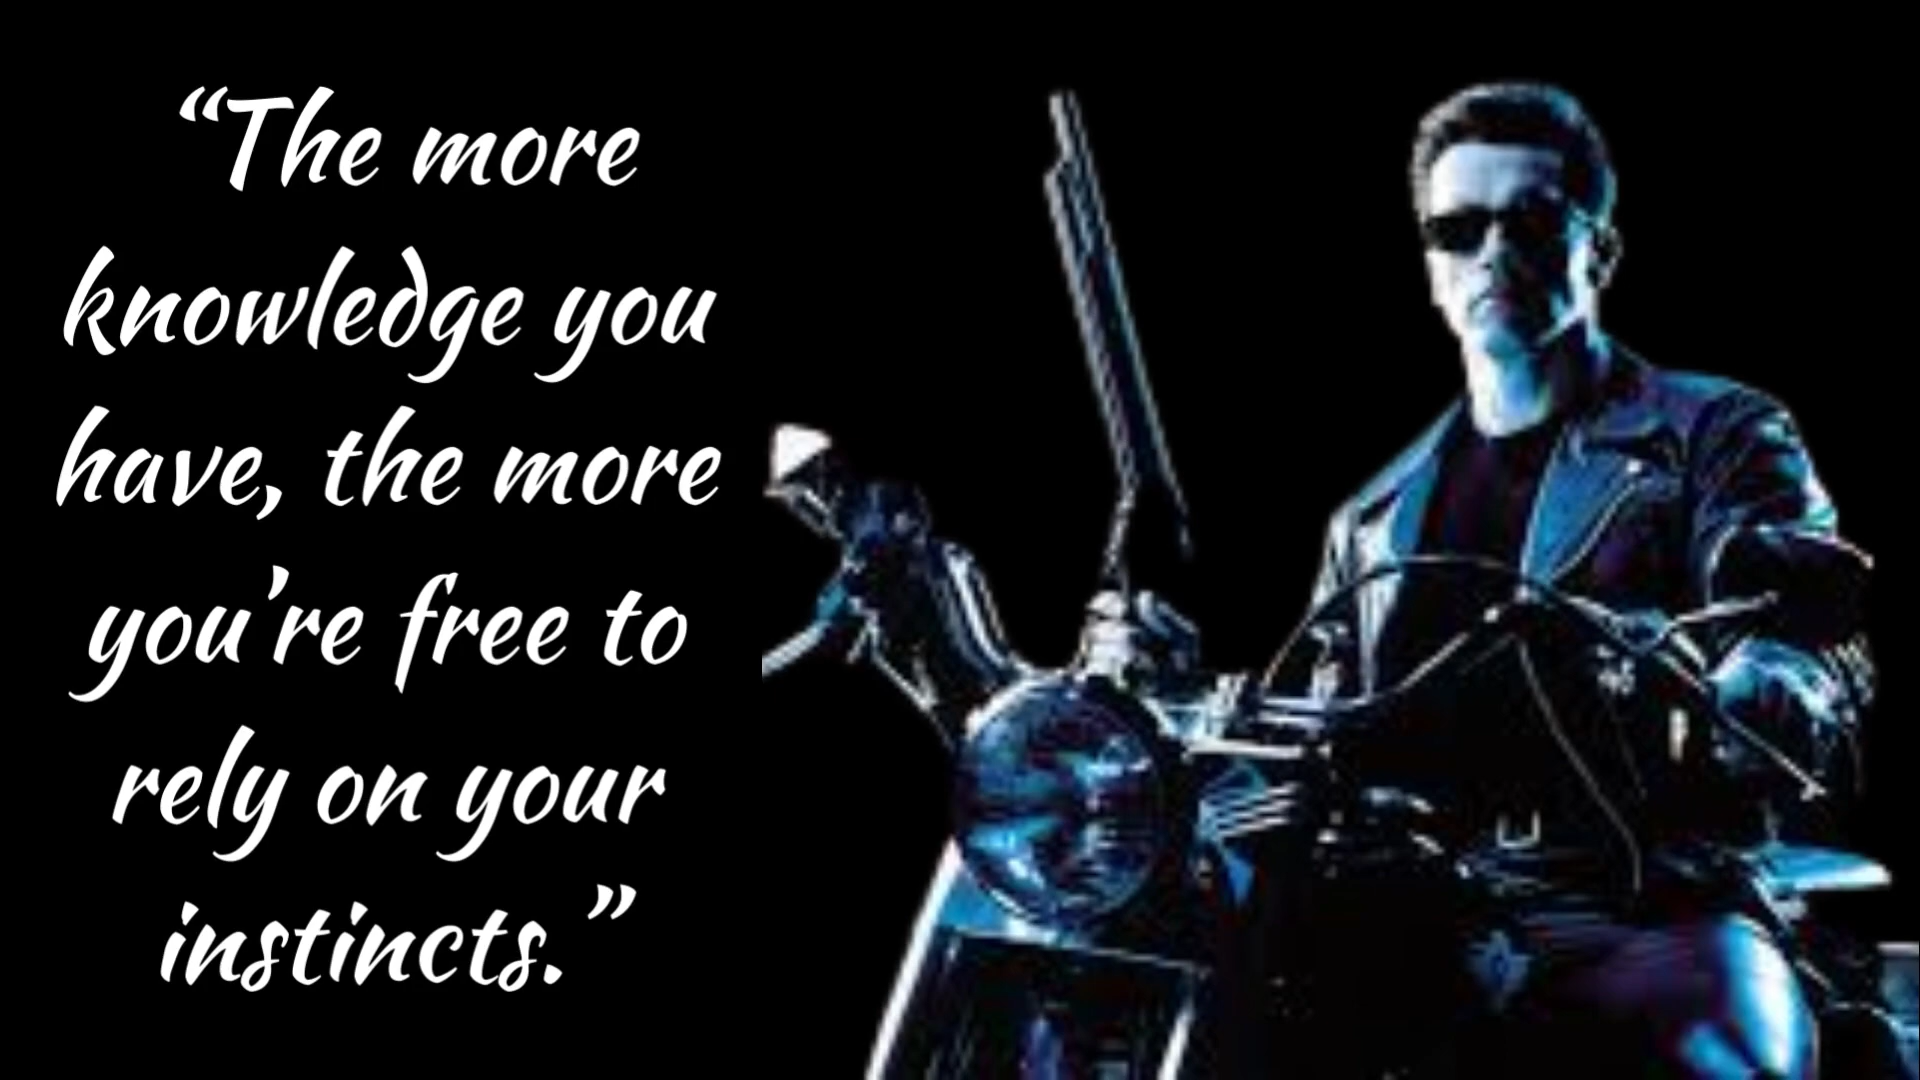 “The more
knowledge you
have, the more
you’re free to
rely on your
instincts.”